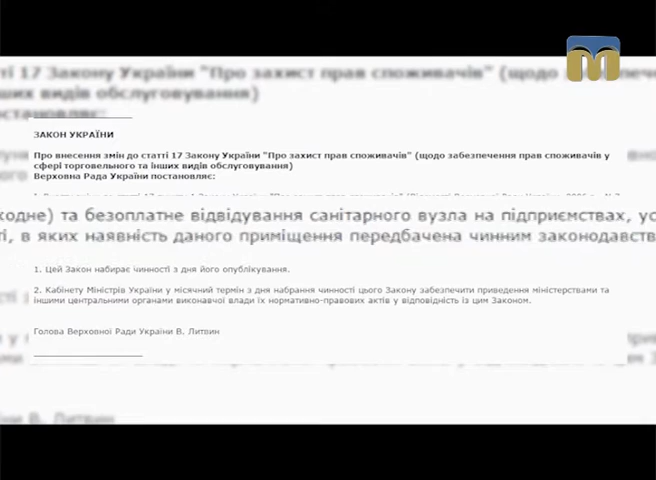 ті 17 Закону України "Про захист прав споживачів" (щодо
ших видів обслуговування)
M
ЗАКОН УКРАЇНИ
Про внесення змін до статті 17 Закону України "Про захист прав споживачів" (щодо забезпечення прав споживачів у
сфері торговельного та інших видів обслуговування)
Верховна Рада України постановляє:
кодне) та безоплатне відвідування санітарного вузла на підприємствах, ус
ті, в яких наявність даного приміщення передбачена чинним законодавств
1. Цей Закон набирає чинності з дня його опублікування.
2. Кабінету Міністрів України у місячний термін з дня набрання чинності цього Закону забезпечити приведення міністерствами та
іншими центральними органами виконавчої влади їх нормативно-правових актів у відповідність із цим Законом.
Голова Верховної Ради України В. Литвин
їни В. Литвин